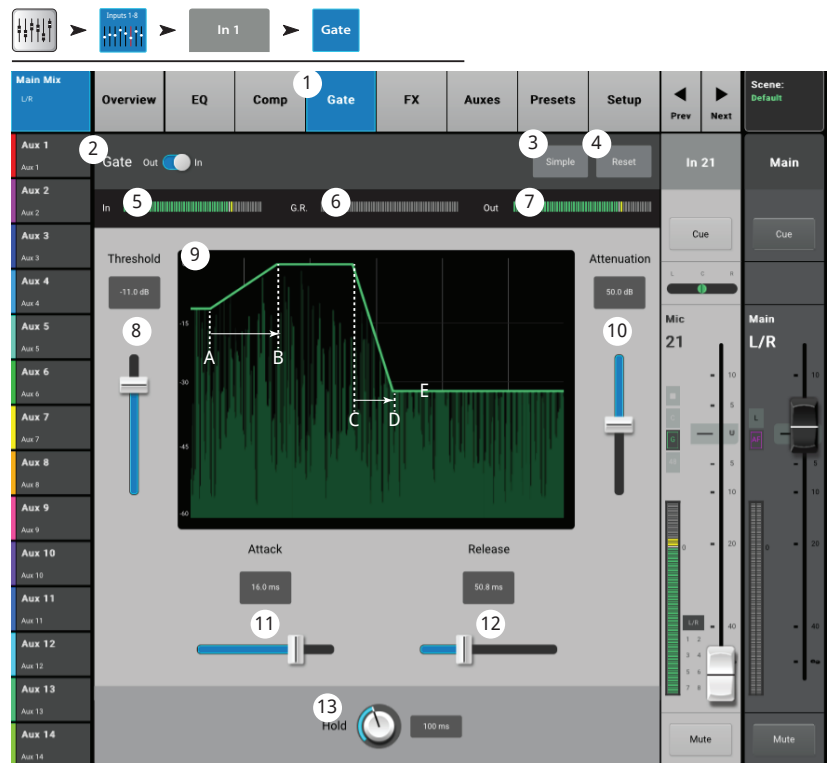 Inputs 1-8
In 1
Gate
Main Mix
L/R
Overview
EQ
Comp
1
Gate
FX
Auxes
Presets
Setup
Prev
Next
Scene:
Default
Aux 1
Aux 1
Aux 2
Aux 2
Aux 3
Aux 3
Aux 4
Aux 4
Aux 5
Aux 5
Aux 6
Aux 6
Aux 7
Aux 7
Aux 8
Aux 8
Aux 9
Aux 9
Aux 10
Aux 10
Aux 11
Aux 11
Aux 12
Aux 12
Aux 13
Aux 13
Aux 14
Aux 14
2
Gate
Out
In
3
Simple
4
Reset
In
5
G.R.
6
Out
7
Threshold
-11.0 dB
8
9
-15
-30
-45
-60
A
B
C
D
E
Attenuation
50.0 dB
10
Attack
16.0 ms
11
Release
50.8 ms
12
13
Hold
100 ms
In 21
Cue
L C R
Mic
21
10
5
G
U
5
10
0
20
L/R
40
1 2
3 4
5 6
7 8
Mute
Main
Cue
Main
L/R
10
L
AF
5
10
0
20
40
Mute